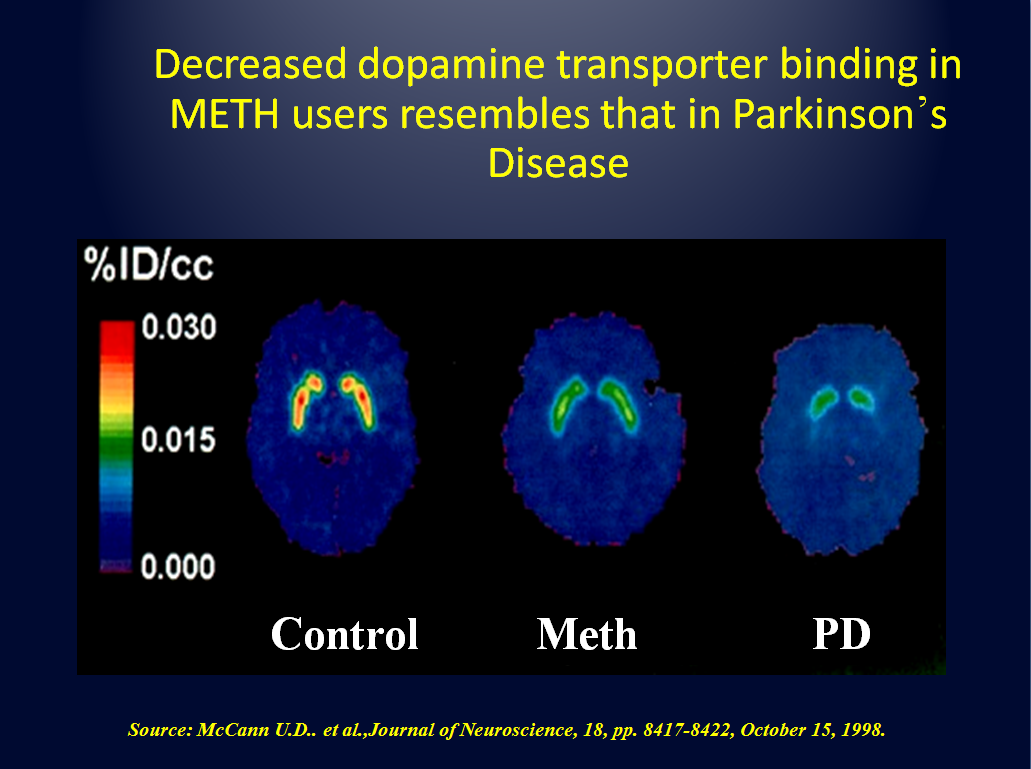 Decreased dopamine transporter binding in
METH users resembles that in Parkinson’s
Disease
%ID/cc
0.030
0.015
0.000
Control
Meth
PD
Source: McCann U.D.. et al.,Journal of Neuroscience, 18, pp. 8417-8422, October 15, 1998.